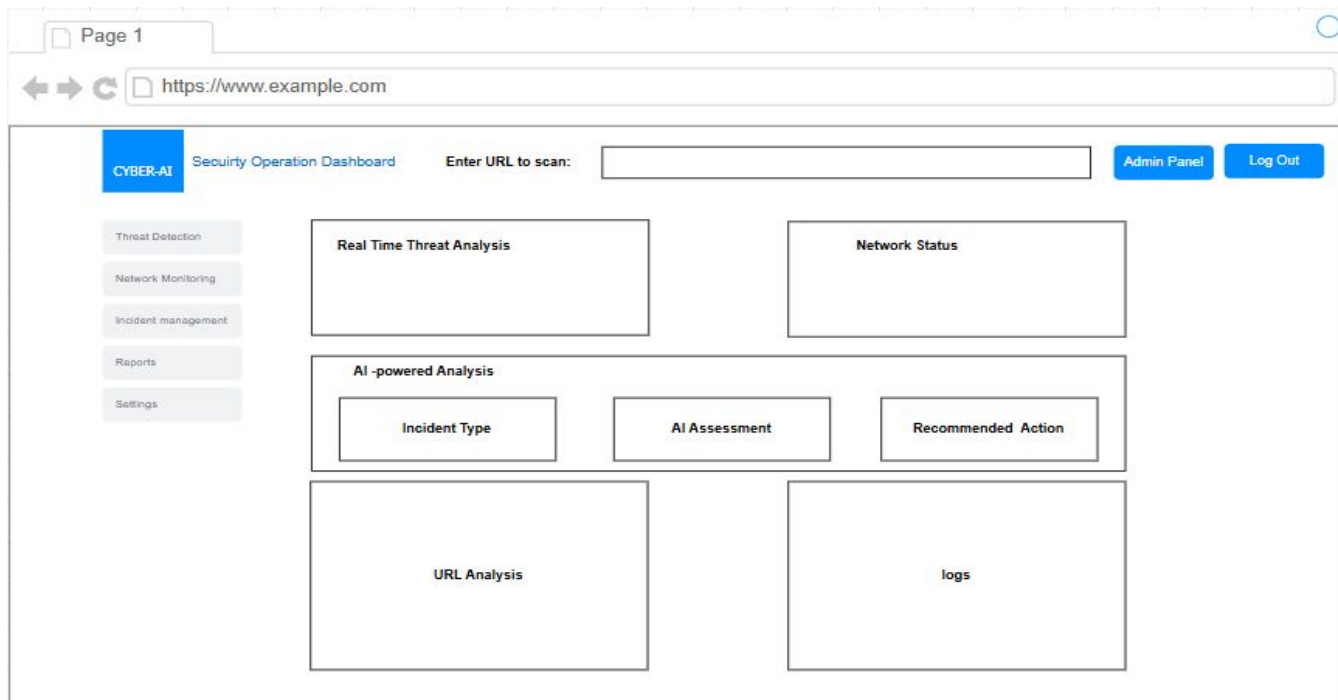 Page 1
https://www.example.com
CYBER-AI
Secuirty Operation Dashboard
Enter URL to scan:
Admin Panel
Log Out
Threat Detection
Network Monitoring
Incident management
Reports
Settings
Real Time Threat Analysis
Network Status
AI -powered Analysis
Incident Type
AI Assessment
Recommended Action
URL Analysis
logs